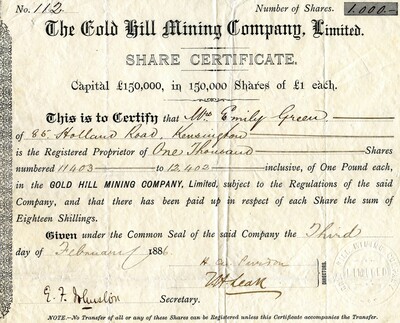 No. 112 Number of Shares. 1,000.-
The Gold Hill Mining Company, Limited.
SHARE CERTIFICATE.
Capital £150,000, in 150,000 Shares of £1 each.
This is to Certify that Mrs Emily Green
of 85 Holland Road, Kensington
is the Registered Proprietor of One Thousand Shares
numbered 11403 to 12,402 inclusive, of One Pound each,
in the GOLD HILL MINING COMPANY, Limited, subject to the Regulations of the said
Company, and that there has been paid up in respect of each Share the sum of
Eighteen Shillings.
Given under the Common Seal of the said Company the Third
day of February 1886
DIRECTORS.
E. F. Johnston Secretary.
NOTE.—No Transfer of all or any of these Shares can be Registered unless this Certificate accompanies the Transfer.